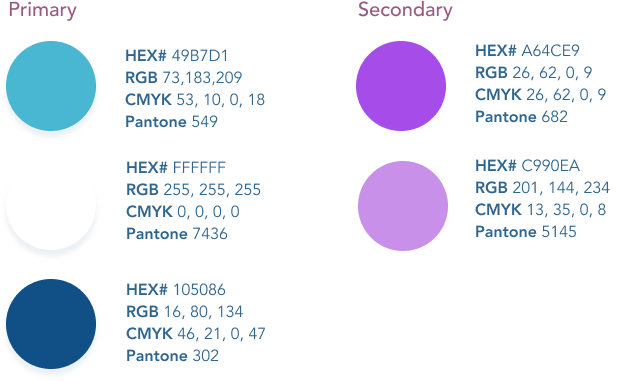 Primary
HEX# 49B7D1
RGB 73,183,209
CMYK 53, 10, 0, 18
Pantone 549
HEX# FFFFFF
RGB 255, 255, 255
CMYK 0, 0, 0, 0
Pantone 7436
HEX# 105086
RGB 16, 80, 134
CMYK 46, 21, 0, 47
Pantone 302
Secondary
HEX# A64CE9
RGB 26, 62, 0, 9
CMYK 26, 62, 0, 9
Pantone 682
HEX# C990EA
RGB 201, 144, 234
CMYK 13, 35, 0, 8
Pantone 5145